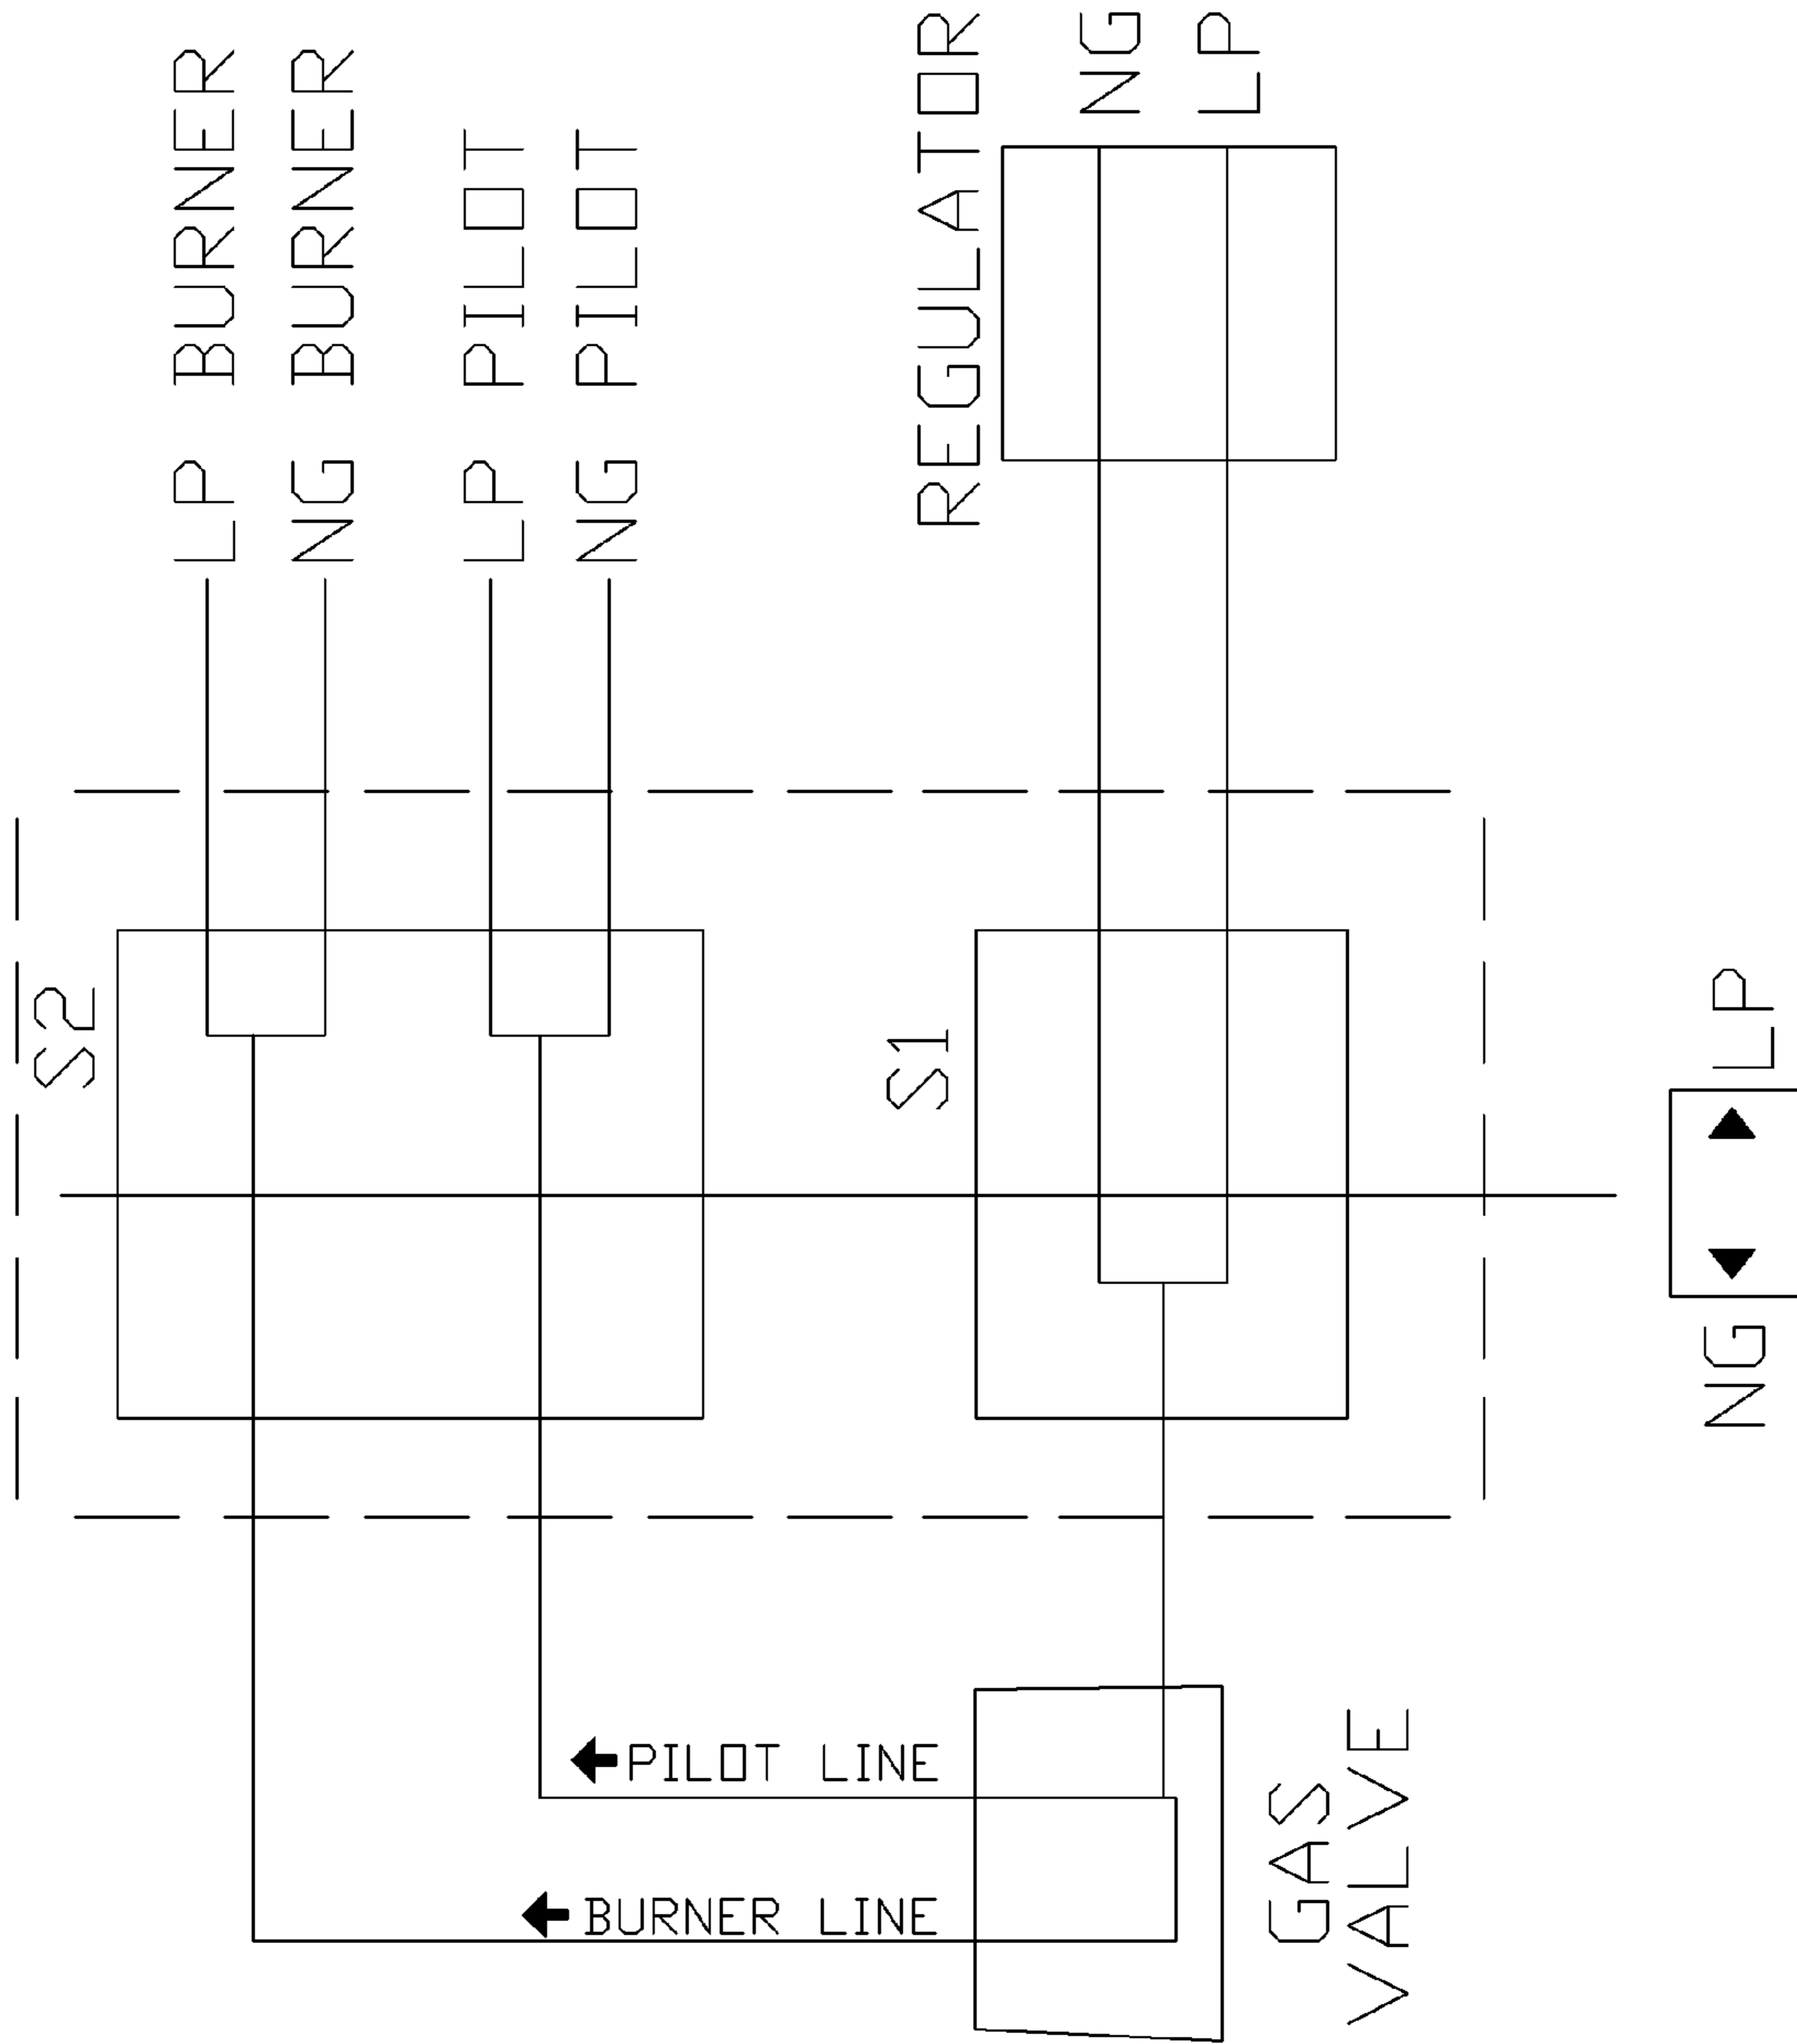 LP BURNER
NG BURNER
LP PILOT
NG PILOT
REGULATOR
NG
LP
S2
S1
LP
NG
PILOT LINE
BURNER LINE
GAS
VALVE